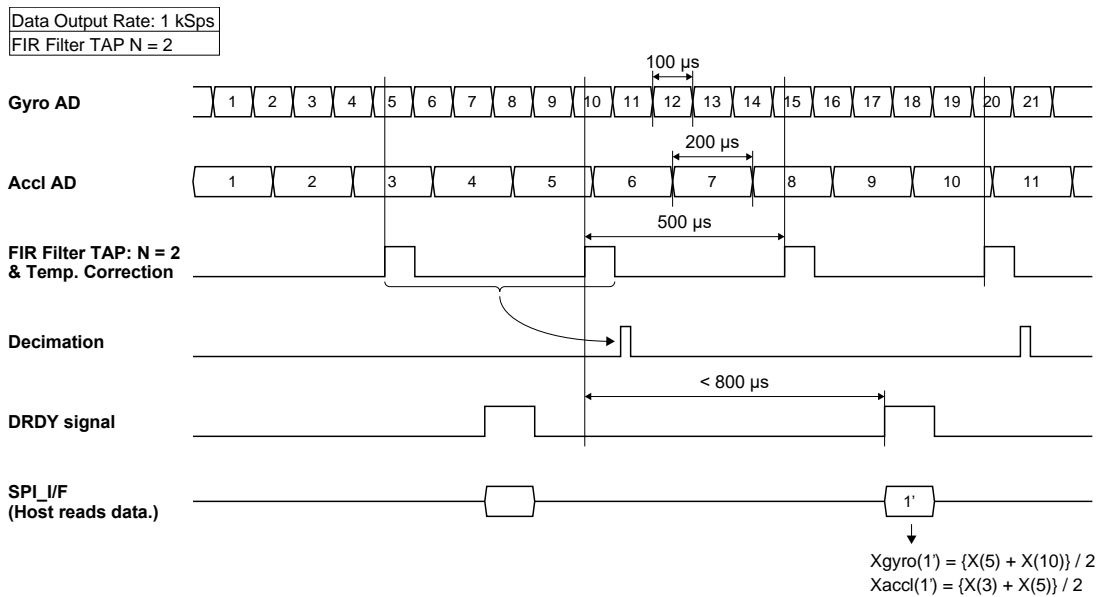 Data Output Rate: 1 kSps
FIR Filter TAP N = 2
100 μs
Gyro AD
1 2 3 4 5 6 7 8 9 10 11 12 13 14 15 16 17 18 19 20 21
200 μs
Accl AD
1 2 3 4 5 6 7 8 9 10 11
500 μs
FIR Filter TAP: N = 2
& Temp. Correction
Decimation
< 800 μs
DRDY signal
SPI_I/F
(Host reads data.)
1'
Xgyro(1') = {X(5) + X(10)} / 2
Xaccl(1') = {X(3) + X(5)} / 2